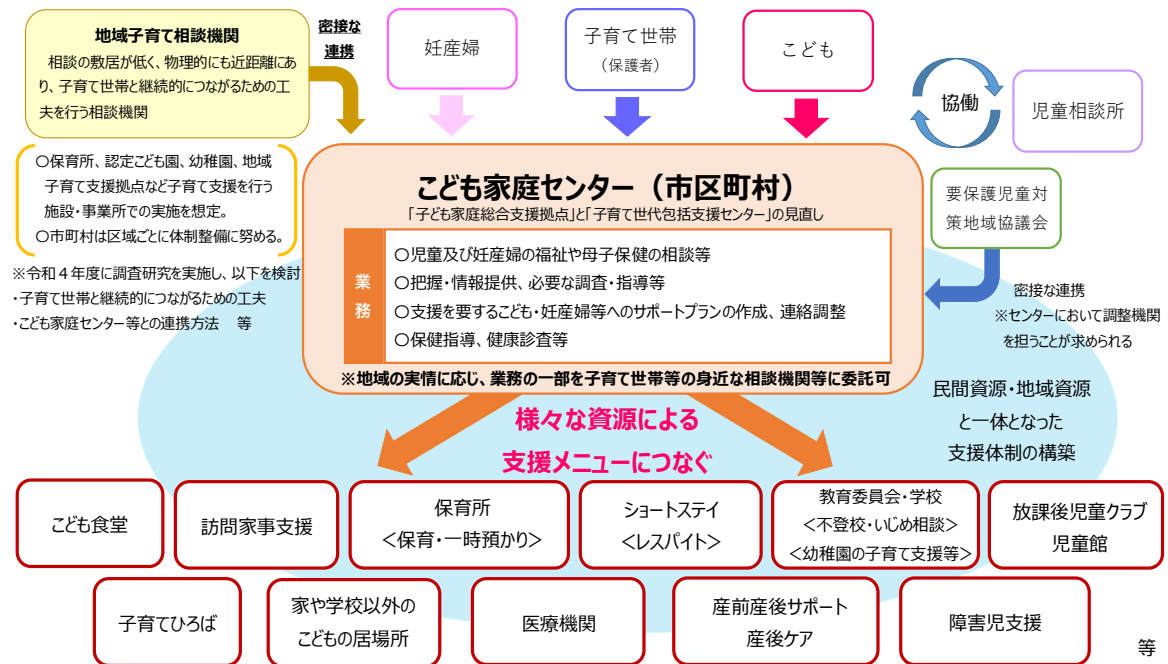 地域子育て相談機関
相談の敷居が低く、物理的にも近距離にあ
り、子育て世帯と継続的につながるための工
夫を行う相談機関
密接な
連携
妊産婦
子育て世帯
（保護者）
こども
協働
児童相談所
○保育所、認定こども園、幼稚園、地域
子育て支援拠点など子育て支援を行う
施設・事業所での実施を想定。
○市町村は区域ごとに体制整備に努める。
※令和４年度に調査研究を実施し、以下を検討
・子育て世帯と継続的につながるための工夫
・こども家庭センター等との連携方法　等
こども家庭センター（市区町村）
「子ども家庭総合支援拠点」と「子育て世代包括支援センター」の見直し
業
務
○児童及び妊産婦の福祉や母子保健の相談等
○把握・情報提供、必要な調査・指導等
○支援を要するこども・妊産婦等へのサポートプランの作成、連絡調整
○保健指導、健康診査等
※地域の実情に応じ、業務の一部を子育て世帯等の身近な相談機関等に委託可
要保護児童対
策地域協議会
密接な連携
※センターにおいて調整機関
を担うことが求められる
様々な資源による
支援メニューにつなぐ
民間資源・地域資源
と一体となった
支援体制の構築
こども食堂
訪問家事支援
保育所
＜保育・一時預かり＞
ショートステイ
＜レスパイト＞
教育委員会・学校
＜不登校・いじめ相談＞
＜幼稚園の子育て支援等＞
放課後児童クラブ
児童館
子育てひろば
家や学校以外の
こどもの居場所
医療機関
産前産後サポート
産後ケア
障害児支援
等